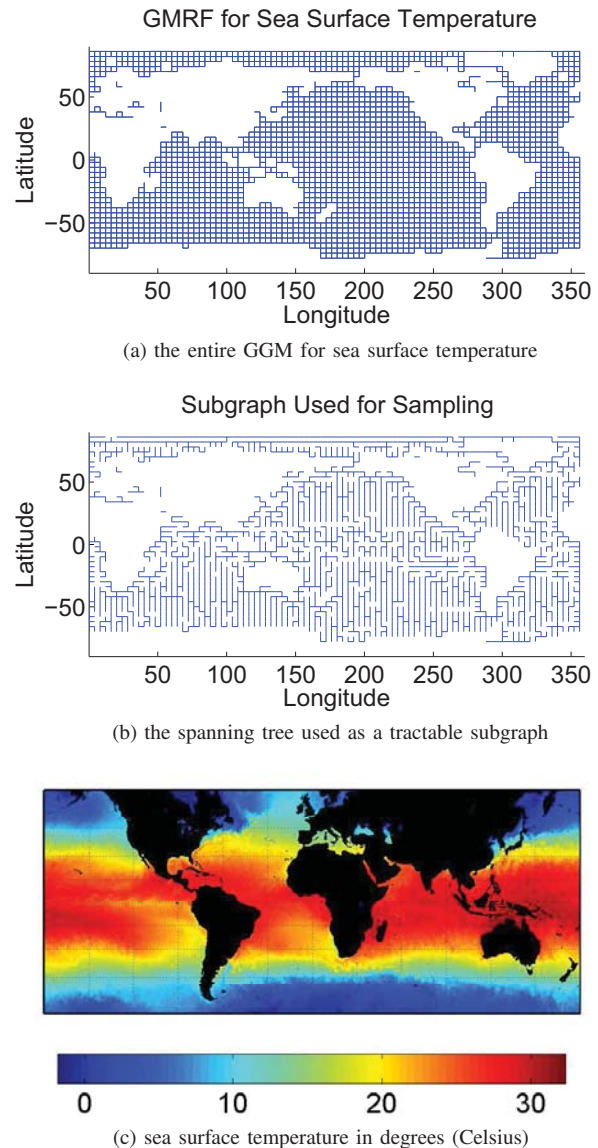 GMRF for Sea Surface Temperature
50
0
−50
Latitude
50 100 150 200 250 300 350
Longitude
(a) the entire GGM for sea surface temperature
Subgraph Used for Sampling
50
0
−50
Latitude
50 100 150 200 250 300 350
Longitude
(b) the spanning tree used as a tractable subgraph
0 10 20 30
(c) sea surface temperature in degrees (Celsius)